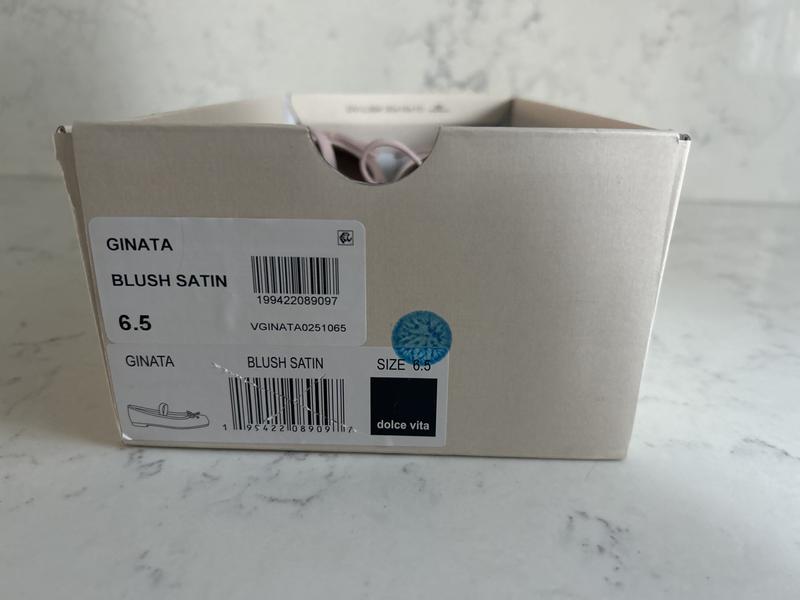 GINATA
BLUSH SATIN
199422089097
6.5
VGINATA0251065
GINATA
BLUSH SATIN
SIZE 6.5
dolce vita